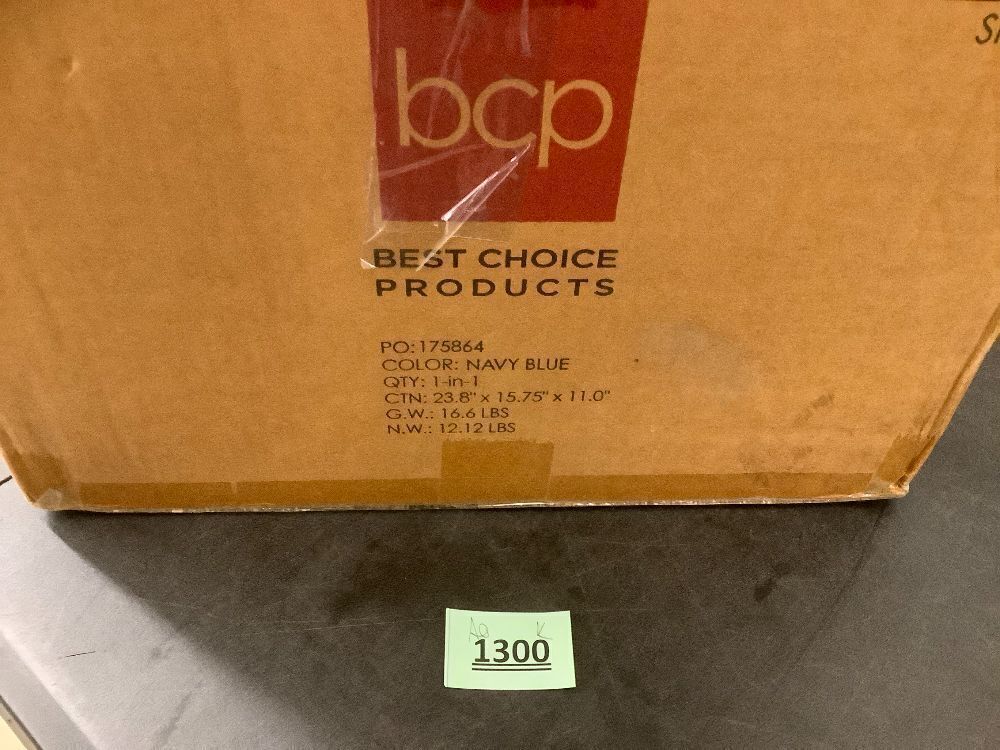 bcp
BEST CHOICE
PRODUCTS
PO: 175864
COLOR: NAVY BLUE
QTY: 1-in-1
CTN: 23.8" x 15.75" x 11.0"
G.W.: 16.6 LBS
N.W.: 12.12 LBS
K
1300